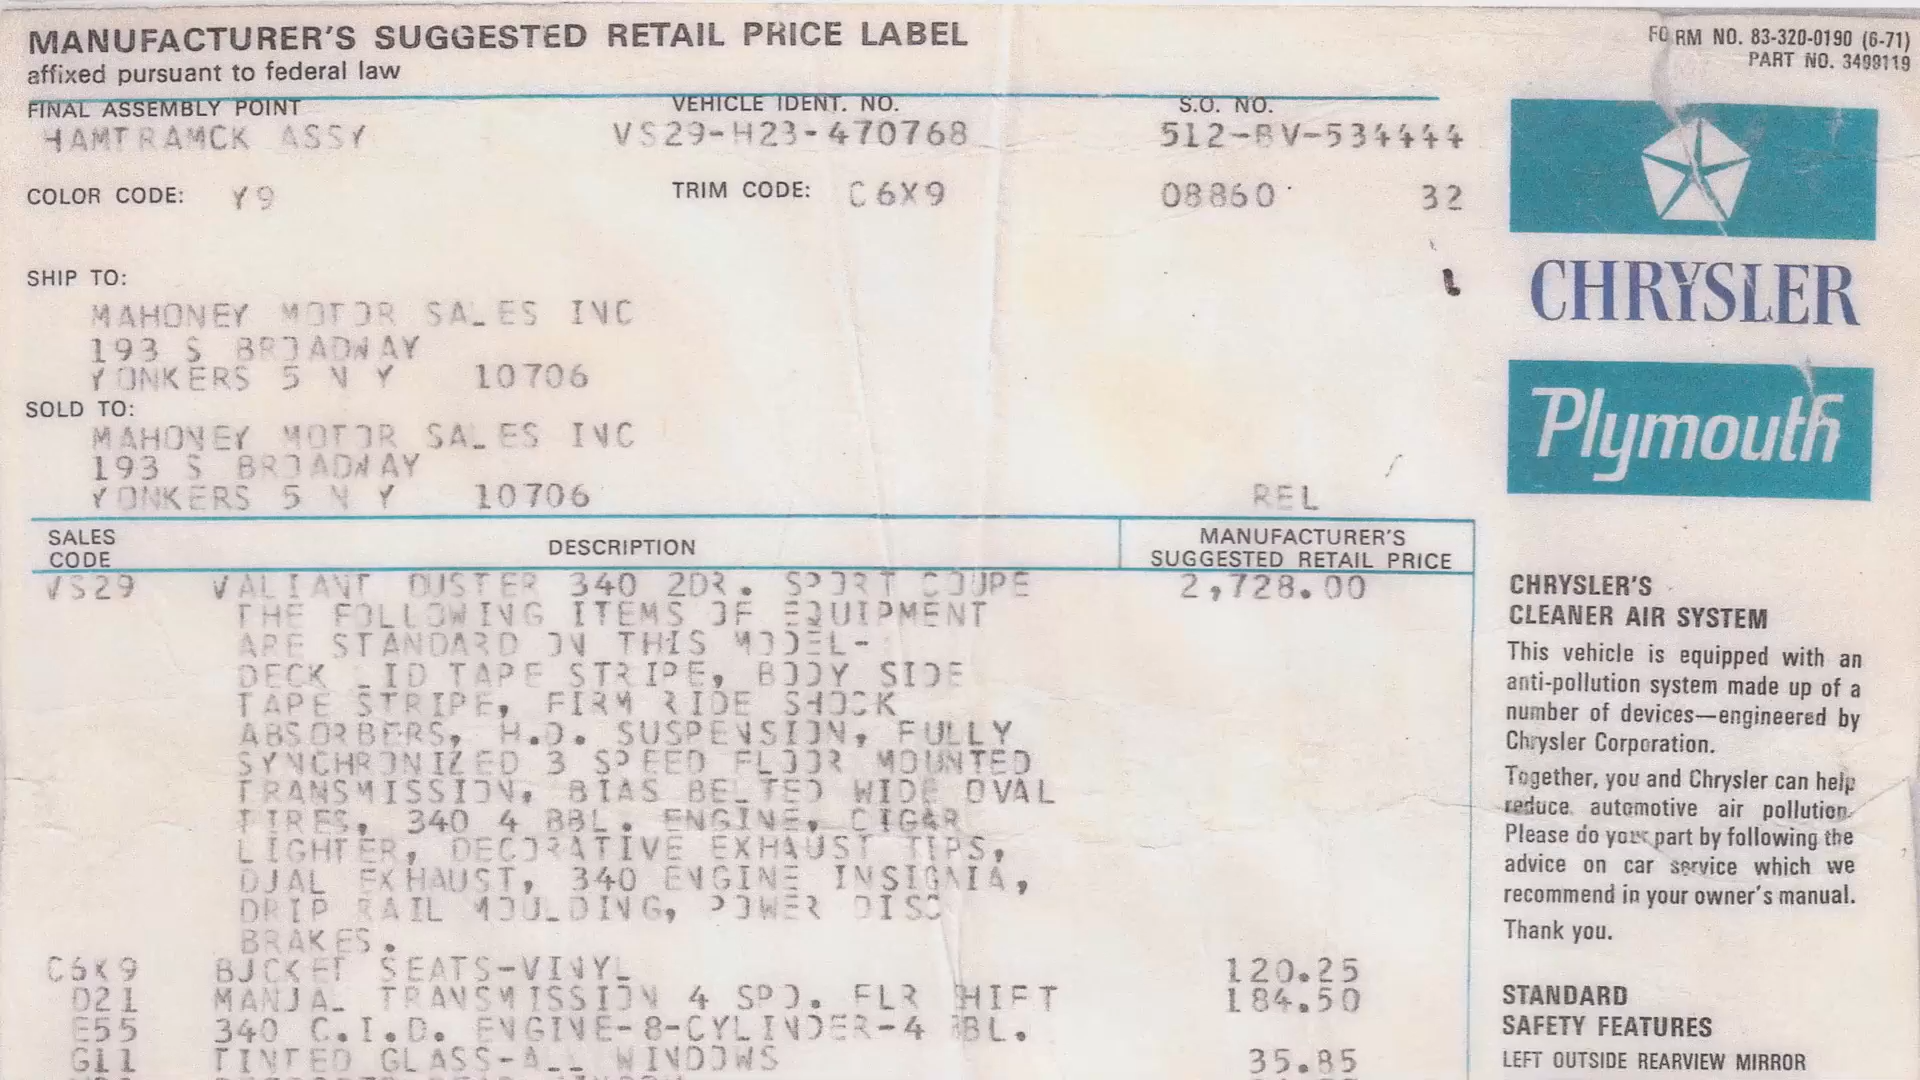 MANUFACTURER'S SUGGESTED RETAIL PRICE LABEL
affixed pursuant to federal law
FORM NO. 83-320-0190 (6-71)
PART NO. 3499119
FINAL ASSEMBLY POINT
HAMTRAMCK ASSY
VEHICLE IDENT. NO.
VS29-H23-470768
S.O. NO.
512-BV-534444
COLOR CODE: Y9
TRIM CODE: C6X9
08860 32
SHIP TO:
MAHONEY MOTOR SALES INC
193 S BROADWAY
YONKERS 5 N Y 10706
SOLD TO:
MAHONEY MOTOR SALES INC
193 S BROADWAY
YONKERS 5 N Y 10706
REL
SALES CODE
DESCRIPTION
MANUFACTURER'S SUGGESTED RETAIL PRICE
VS29 VALIANT DUSTER 340 2DR. SPORT COUPE 2,728.00
THE FOLLOWING ITEMS OF EQUIPMENT
ARE STANDARD ON THIS MODEL-
DECK LID TAPE STRIPE, BODY SIDE
TAPE STRIPE, FIRM RIDE SHOCK
ABSORBERS, H.D. SUSPENSION, FULLY
SYNCHRONIZED 3 SPEED FLOOR MOUNTED
TRANSMISSION, BIAS BELTED WIDE OVAL
TIRES, 340 4 BBL. ENGINE, CIGAR
LIGHTER, DECORATIVE EXHAUST TIPS,
DUAL EXHAUST, 340 ENGINE INSIGNIA,
DRIP RAIL MOULDING, POWER DISC
BRAKES.
C6X9 BUCKET SEATS-VINYL 120.25
D21 MANUAL TRANSMISSION 4 SPD. FLR SHIFT 184.50
E55 340 C.I.D. ENGINE-8-CYLINDER-4 BBL.
G11 TINTED GLASS-ALL WINDOWS 35.85
CHRYSLER
Plymouth
CHRYSLER'S
CLEANER AIR SYSTEM
This vehicle is equipped with an
anti-pollution system made up of a
number of devices—engineered by
Chrysler Corporation.
Together, you and Chrysler can help
reduce automotive air pollution.
Please do your part by following the
advice on car service which we
recommend in your owner's manual.
Thank you.
STANDARD
SAFETY FEATURES
LEFT OUTSIDE REARVIEW MIRROR